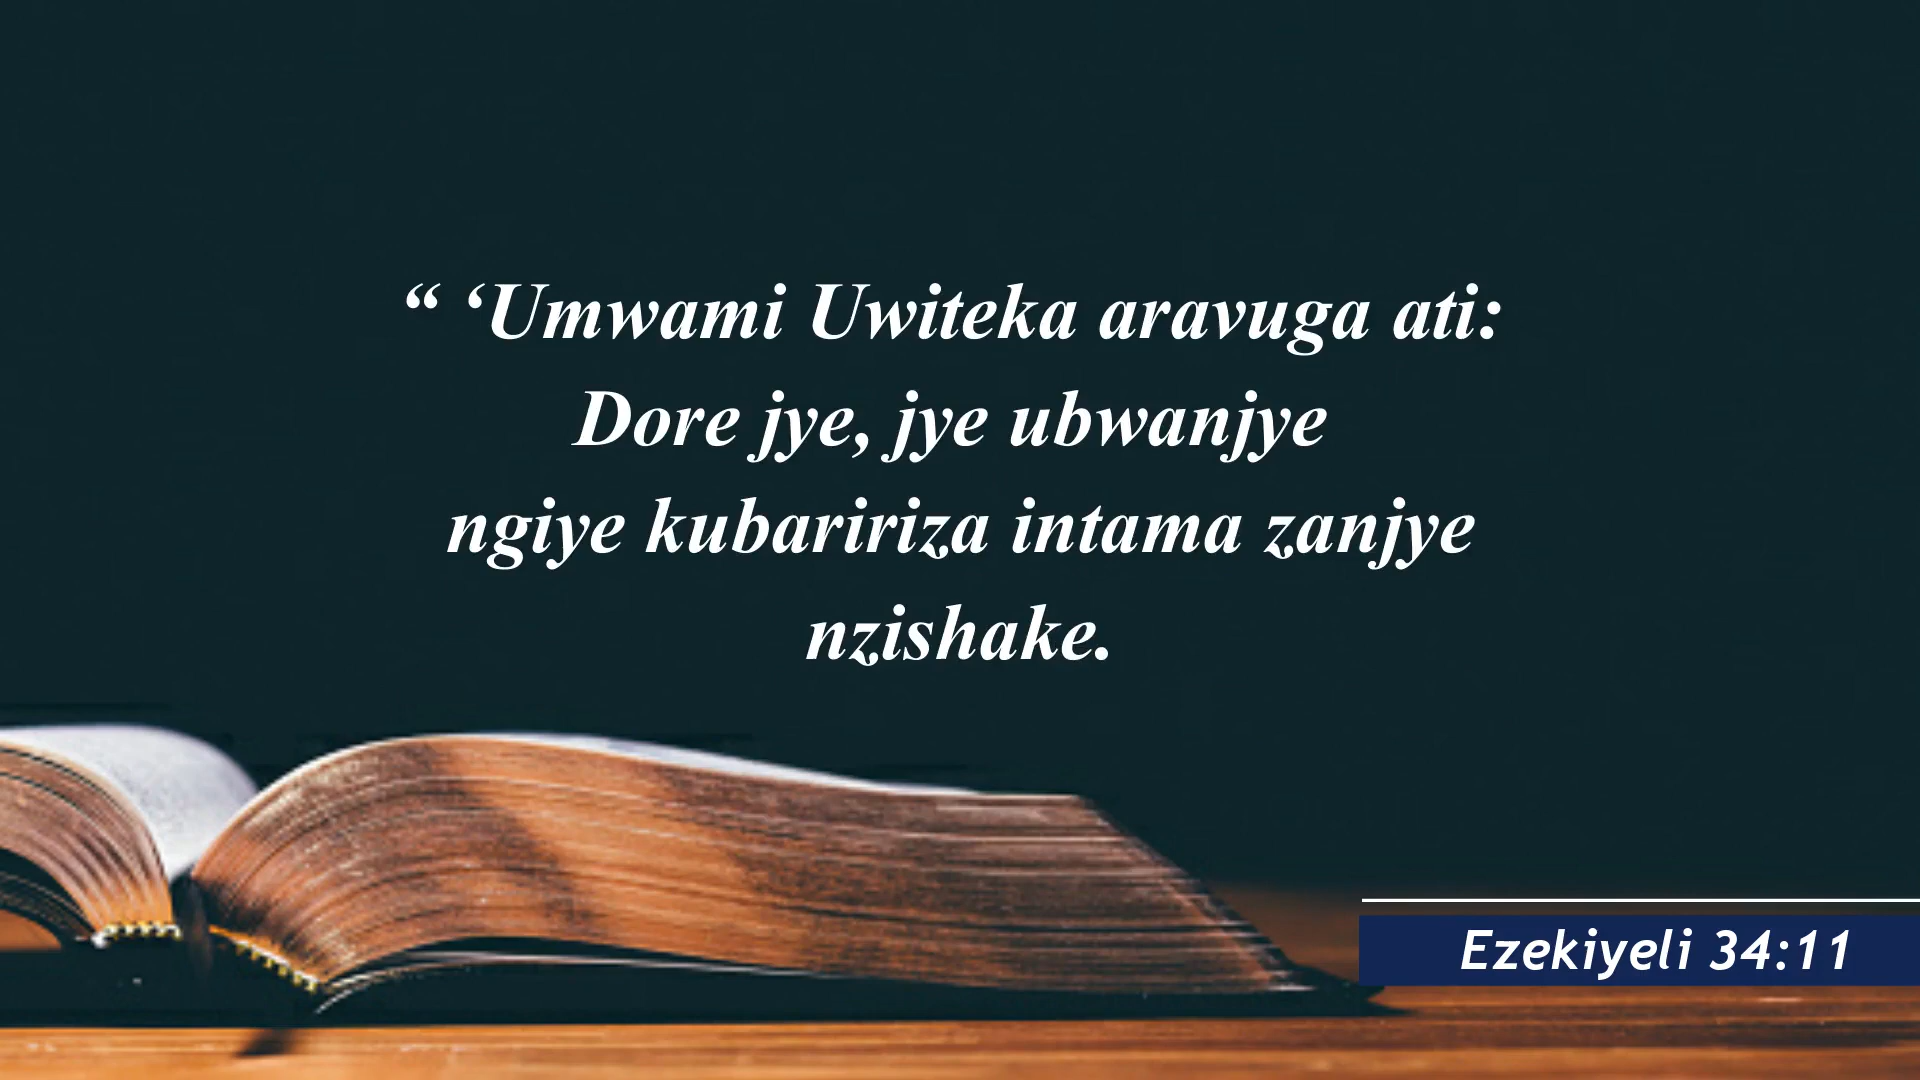 “ ‘Umwami Uwiteka aravuga ati:
Dore jye, jye ubwanjye
ngiye kubaririza intama zanjye
nzishake.
Ezekiyeli 34:11